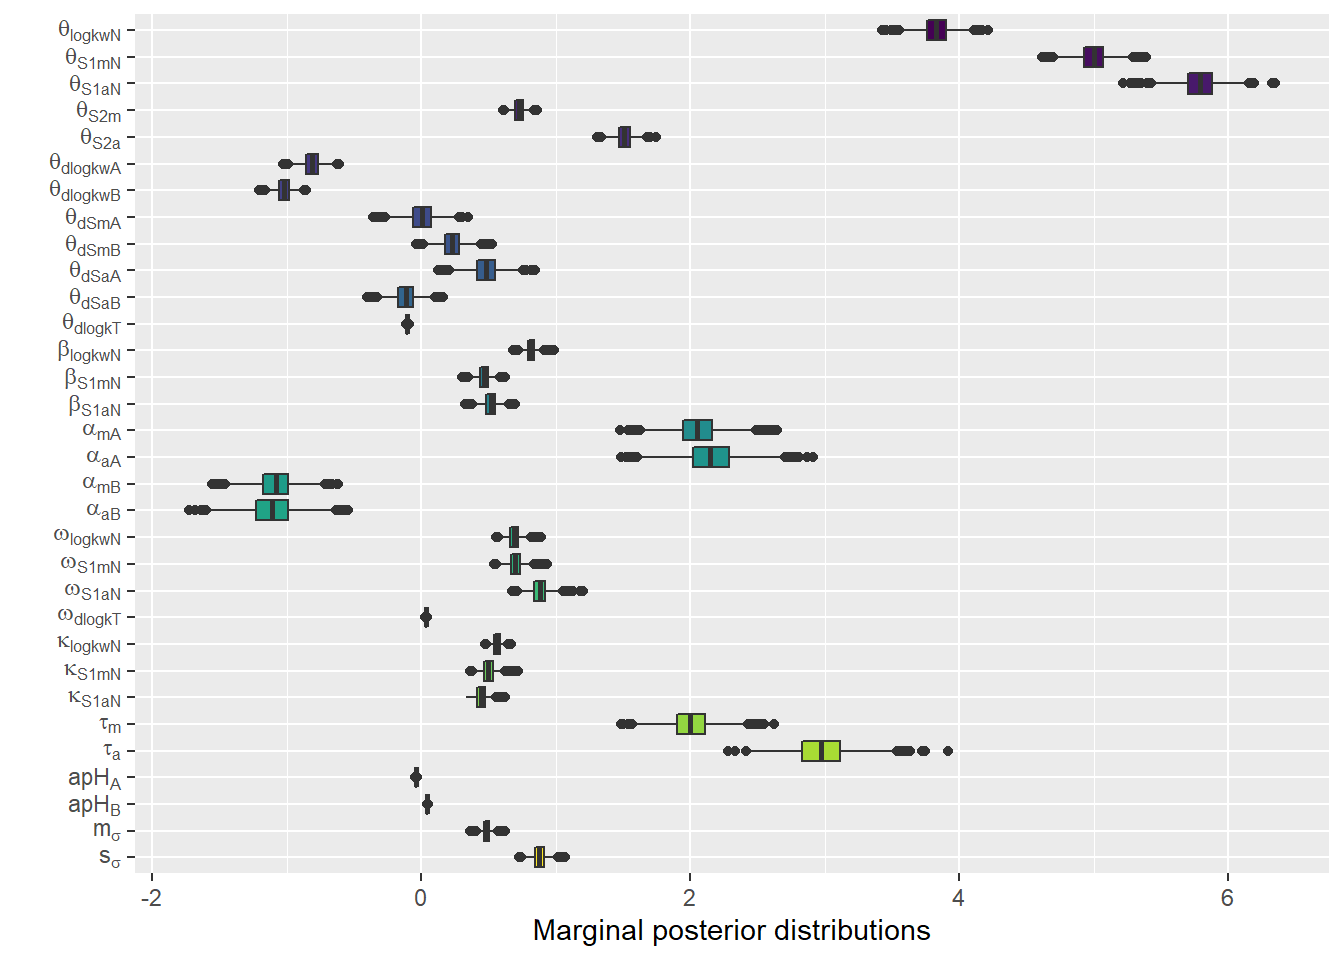 θlogkwN
θS1mN
θS1aN
θS2m
θS2a
θdlogkwA
θdlogkwB
θdSmA
θdSmB
θdSaA
θdSaB
θdlogkT
βlogkwN
βS1mN
βS1aN
αmA
αaA
αmB
αaB
ωlogkwN
ωS1mN
ωS1aN
ωdlogkT
κlogkwN
κS1mN
κS1aN
τm
τa
apHA
apHB
mσ
sσ
-2 0 2 4 6
Marginal posterior distributions